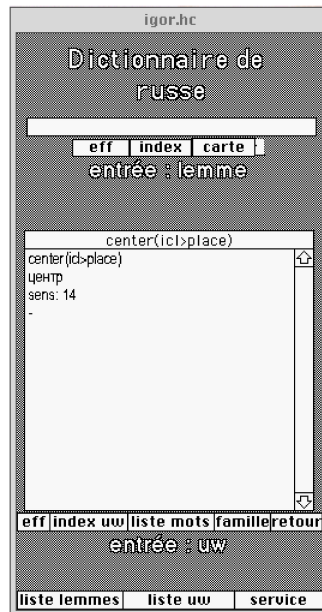 igor.hc
Dictionnaire de
russe
eff index carte
entrée : lemme
center(icl>place)
center(icl>place)
центр
sens: 14
-
eff index uw liste mots famille retour
entrée : uw
liste lemmes liste uw service